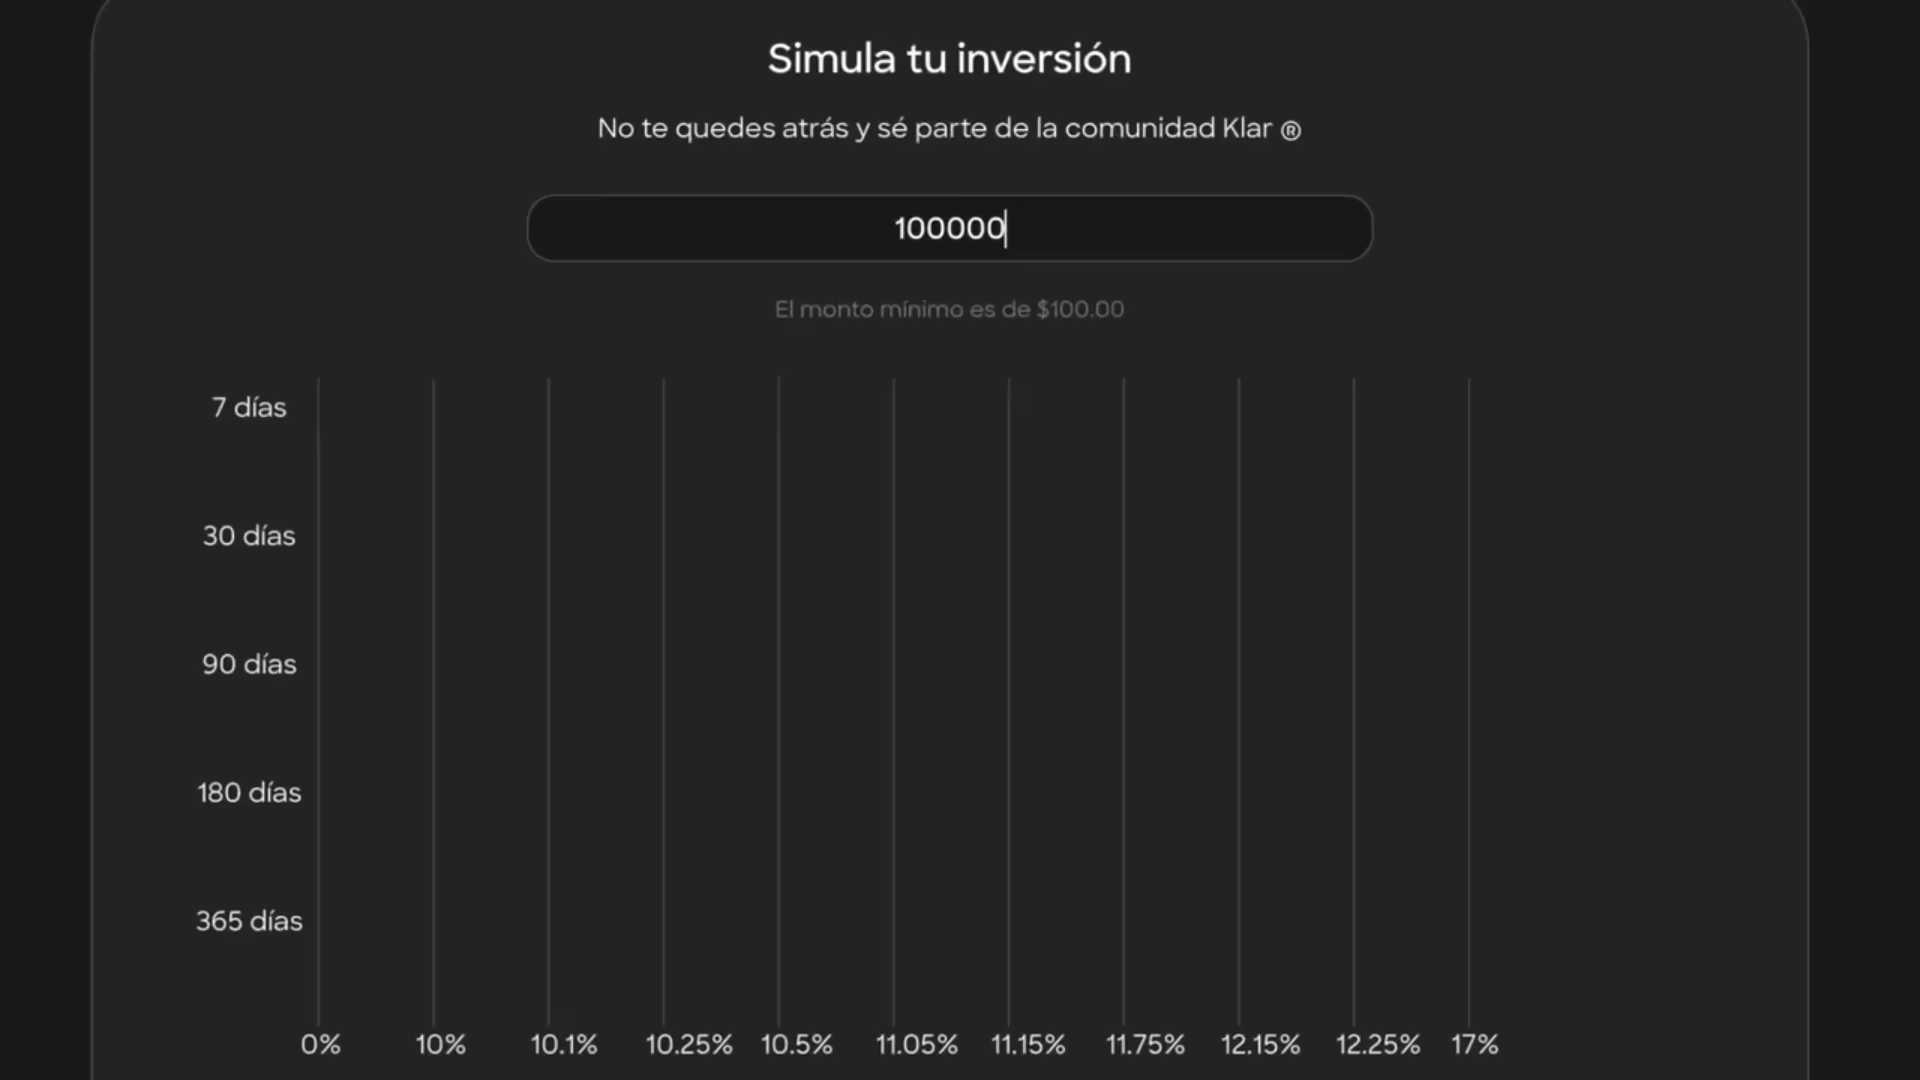 Simula tu inversión
No te quedes atrás y sé parte de la comunidad Klar ®
100000
El monto mínimo es de $100.00
7 días
30 días
90 días
180 días
365 días
0% 10% 10.1% 10.25% 10.5% 11.05% 11.15% 11.75% 12.15% 12.25% 17%